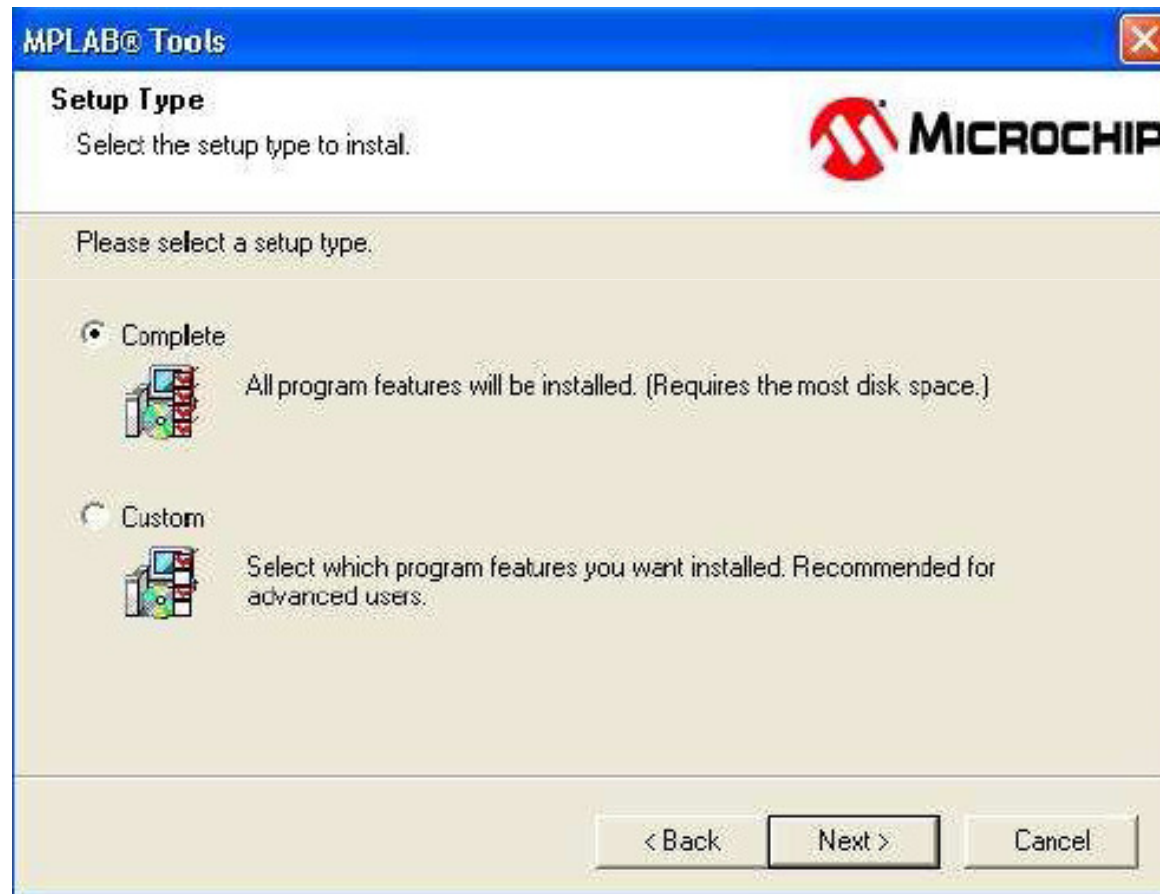 MPLAB® Tools
Setup Type
Select the setup type to instal.
MICROCHIP
Please select a setup type.
Complete
All program features will be installed. (Requires the most disk space.)
Custom
Select which program features you want installed. Recommended for
advanced users.
< Back
Next >
Cancel